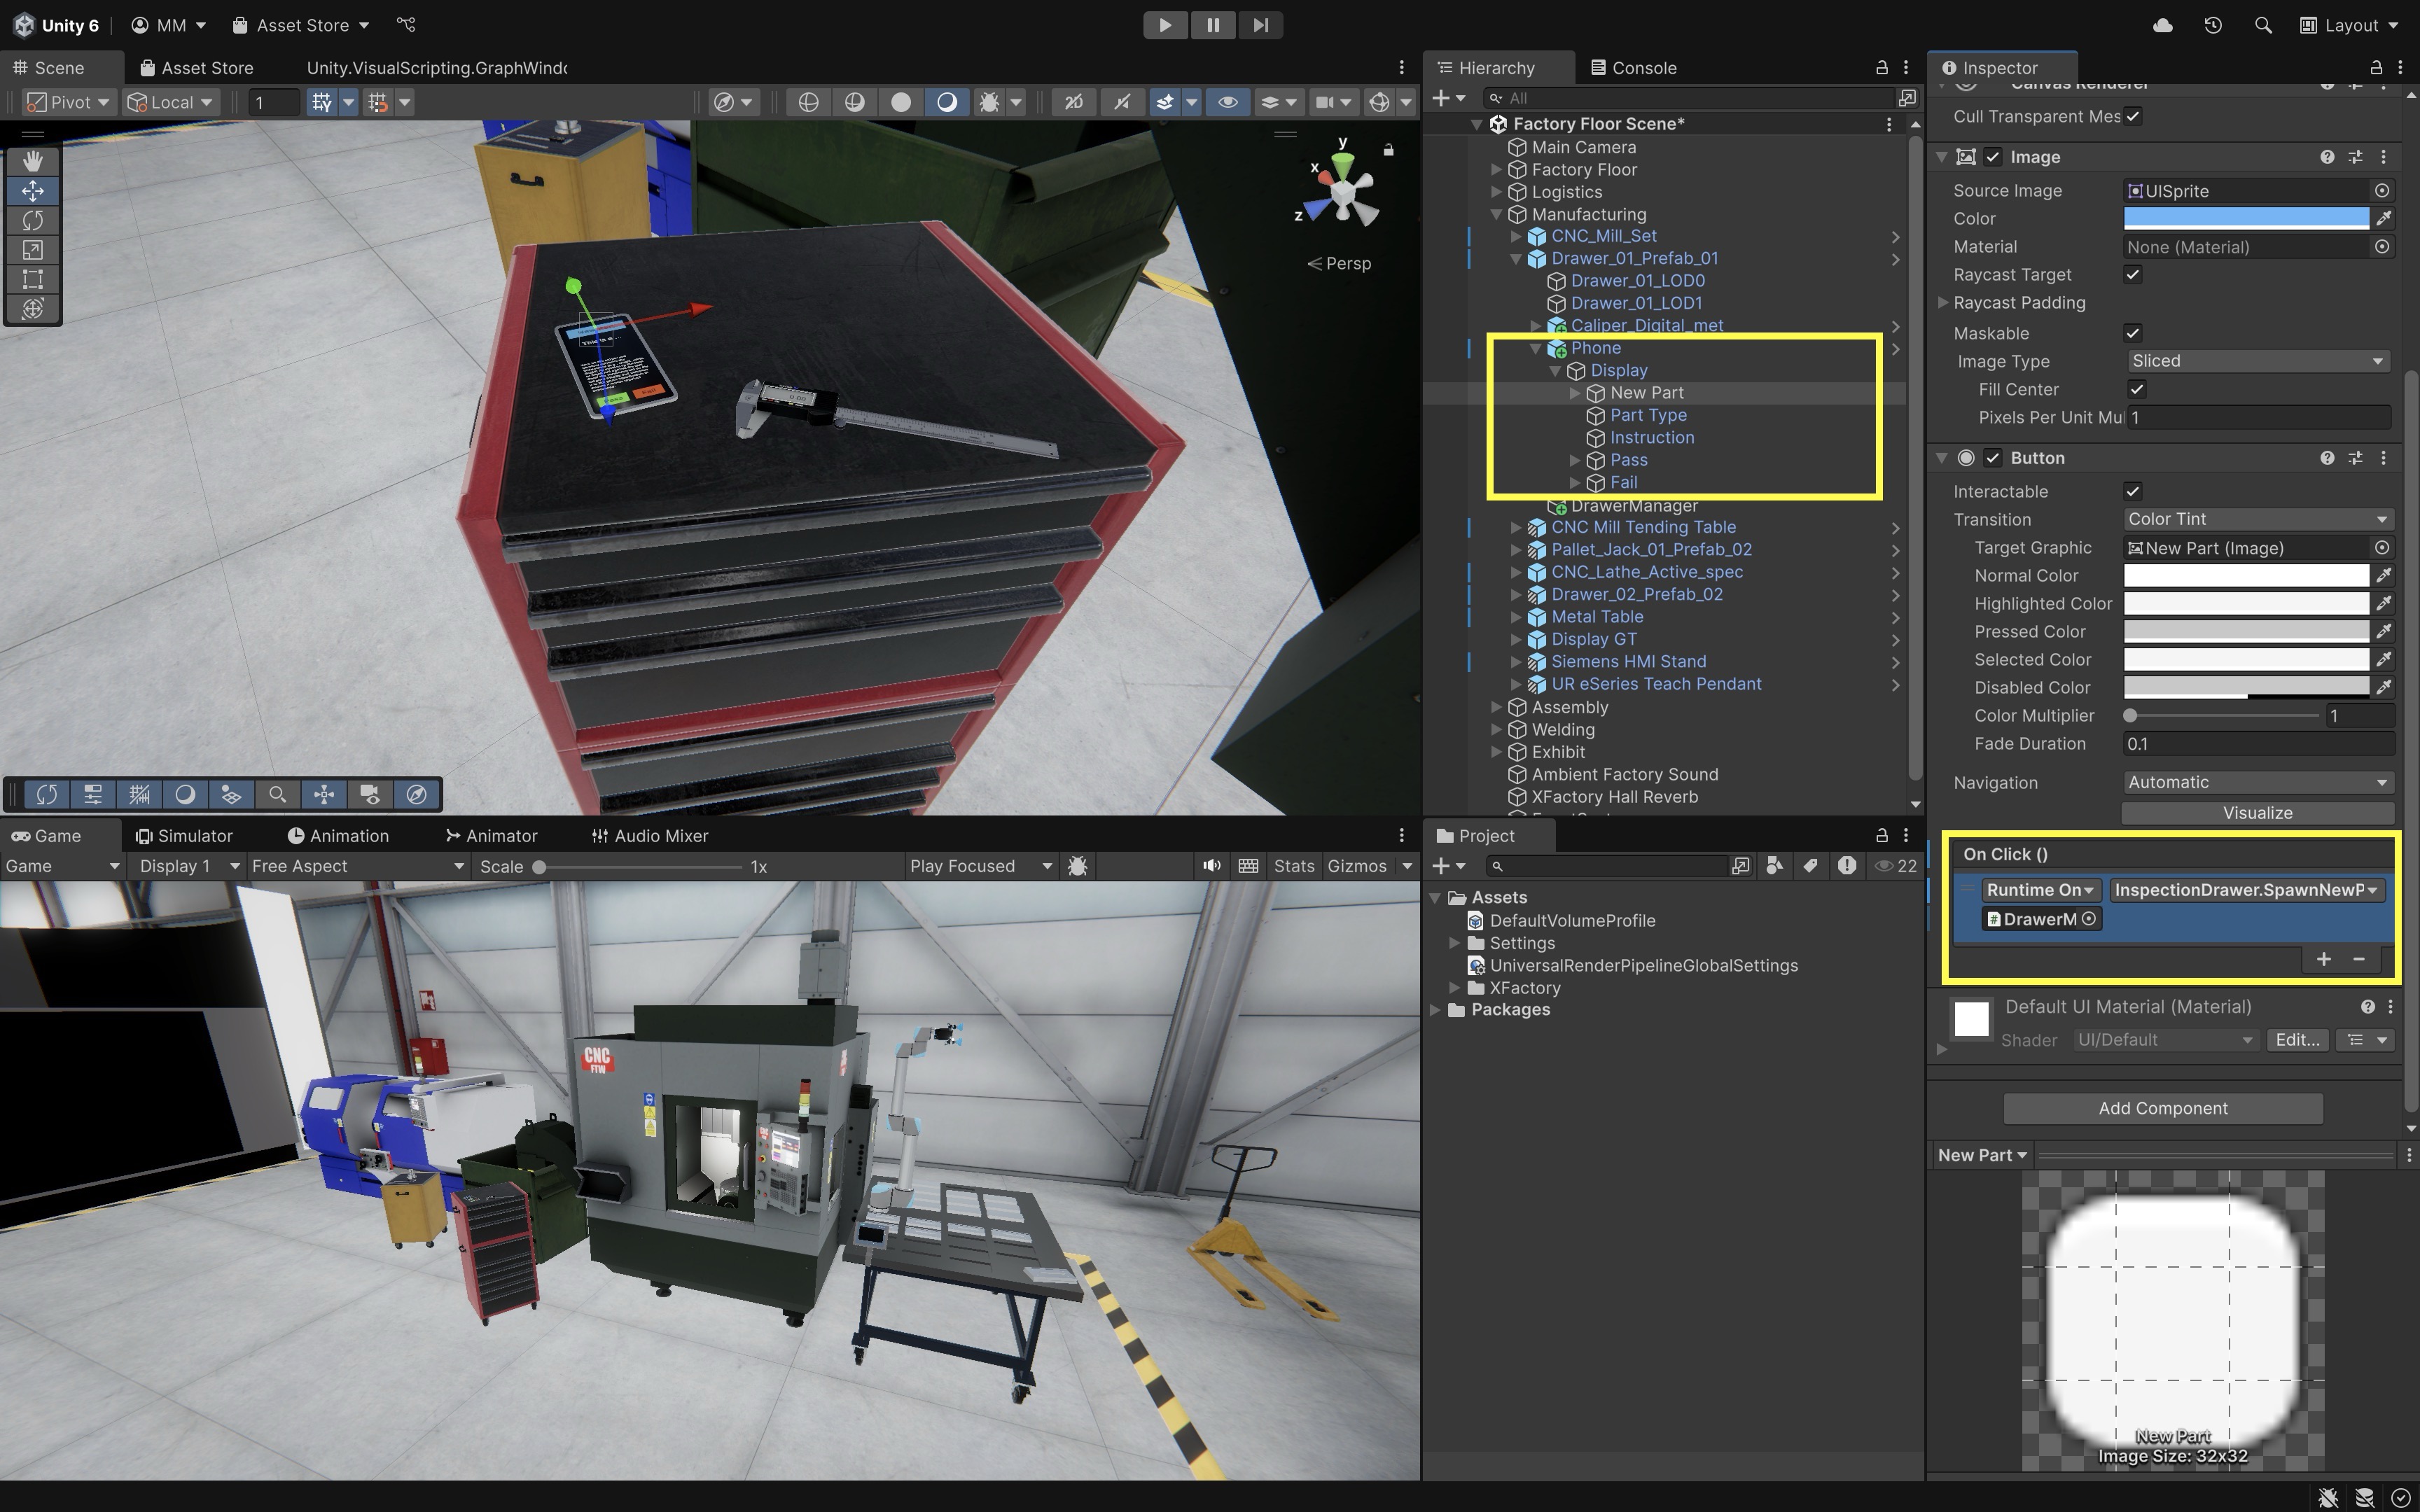 Unity 6
MM
Asset Store
Layout
Scene
Asset Store
Unity.VisualScripting.GraphWindo
Pivot
Local
1
2D
y
x
z
Persp
Game
Simulator
Animation
Animator
Audio Mixer
Game
Display 1
Free Aspect
Scale
1x
Play Focused
Stats
Gizmos
CNC
FTW
Hierarchy
Console
All
Factory Floor Scene*
Main Camera
Factory Floor
Logistics
Manufacturing
CNC_Mill_Set
Drawer_01_Prefab_01
Drawer_01_LOD0
Drawer_01_LOD1
Caliper_Digital_met
Phone
Display
New Part
Part Type
Instruction
Pass
Fail
DrawerManager
CNC Mill Tending Table
Pallet_Jack_01_Prefab_02
CNC_Lathe_Active_spec
Drawer_02_Prefab_02
Metal Table
Display GT
Siemens HMI Stand
UR eSeries Teach Pendant
Assembly
Welding
Exhibit
Ambient Factory Sound
XFactory Hall Reverb
Project
22
Assets
DefaultVolumeProfile
Settings
UniversalRenderPipelineGlobalSettings
XFactory
Packages
Inspector
Canvas Renderer
Cull Transparent Mes
Image
Source Image
UISprite
Color
Material
None (Material)
Raycast Target
Raycast Padding
Maskable
Image Type
Sliced
Fill Center
Pixels Per Unit Mul
1
Button
Interactable
Transition
Color Tint
Target Graphic
New Part (Image)
Normal Color
Highlighted Color
Pressed Color
Selected Color
Disabled Color
Color Multiplier
1
Fade Duration
0.1
Navigation
Automatic
Visualize
On Click ()
Runtime On
InspectionDrawer.SpawnNewP
DrawerM
Default UI Material (Material)
Shader
UI/Default
Edit...
Add Component
New Part
New Part
Image Size: 32x32